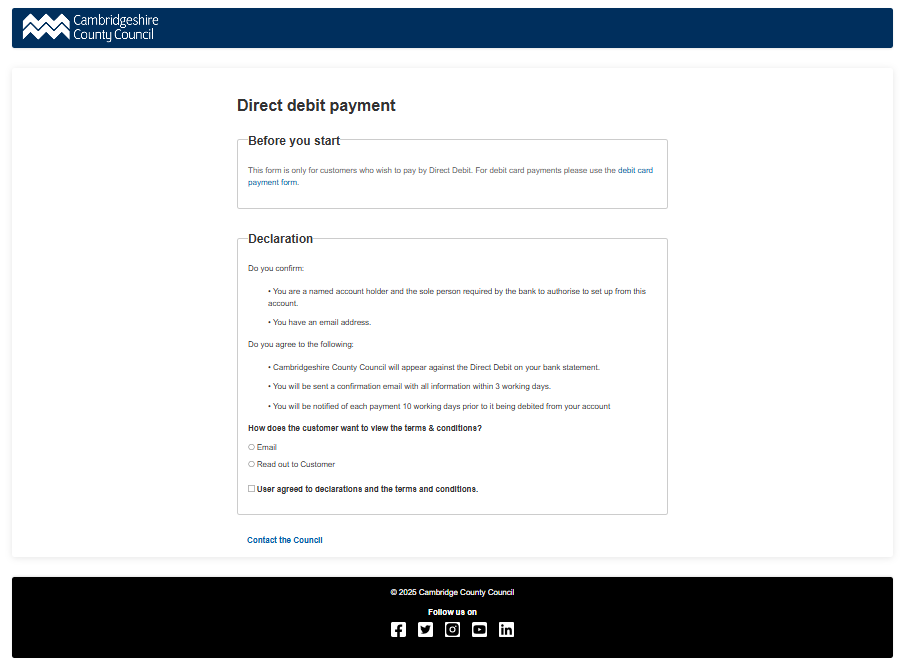 Cambridgeshire
County Council
Direct debit payment
Before you start
This form is only for customers who wish to pay by Direct Debit. For debit card payments please use the debit card
payment form.
Declaration
Do you confirm:
• You are a named account holder and the sole person required by the bank to authorise to set up from this
account.
• You have an email address.
Do you agree to the following:
• Cambridgeshire County Council will appear against the Direct Debit on your bank statement.
• You will be sent a confirmation email with all information within 3 working days.
• You will be notified of each payment 10 working days prior to it being debited from your account
How does the customer want to view the terms & conditions?
Email
Read out to Customer
User agreed to declarations and the terms and conditions.
Contact the Council
© 2025 Cambridge County Council
Follow us on